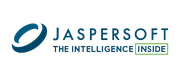 JASPERSOFT
THE INTELLIGENCE INSIDE